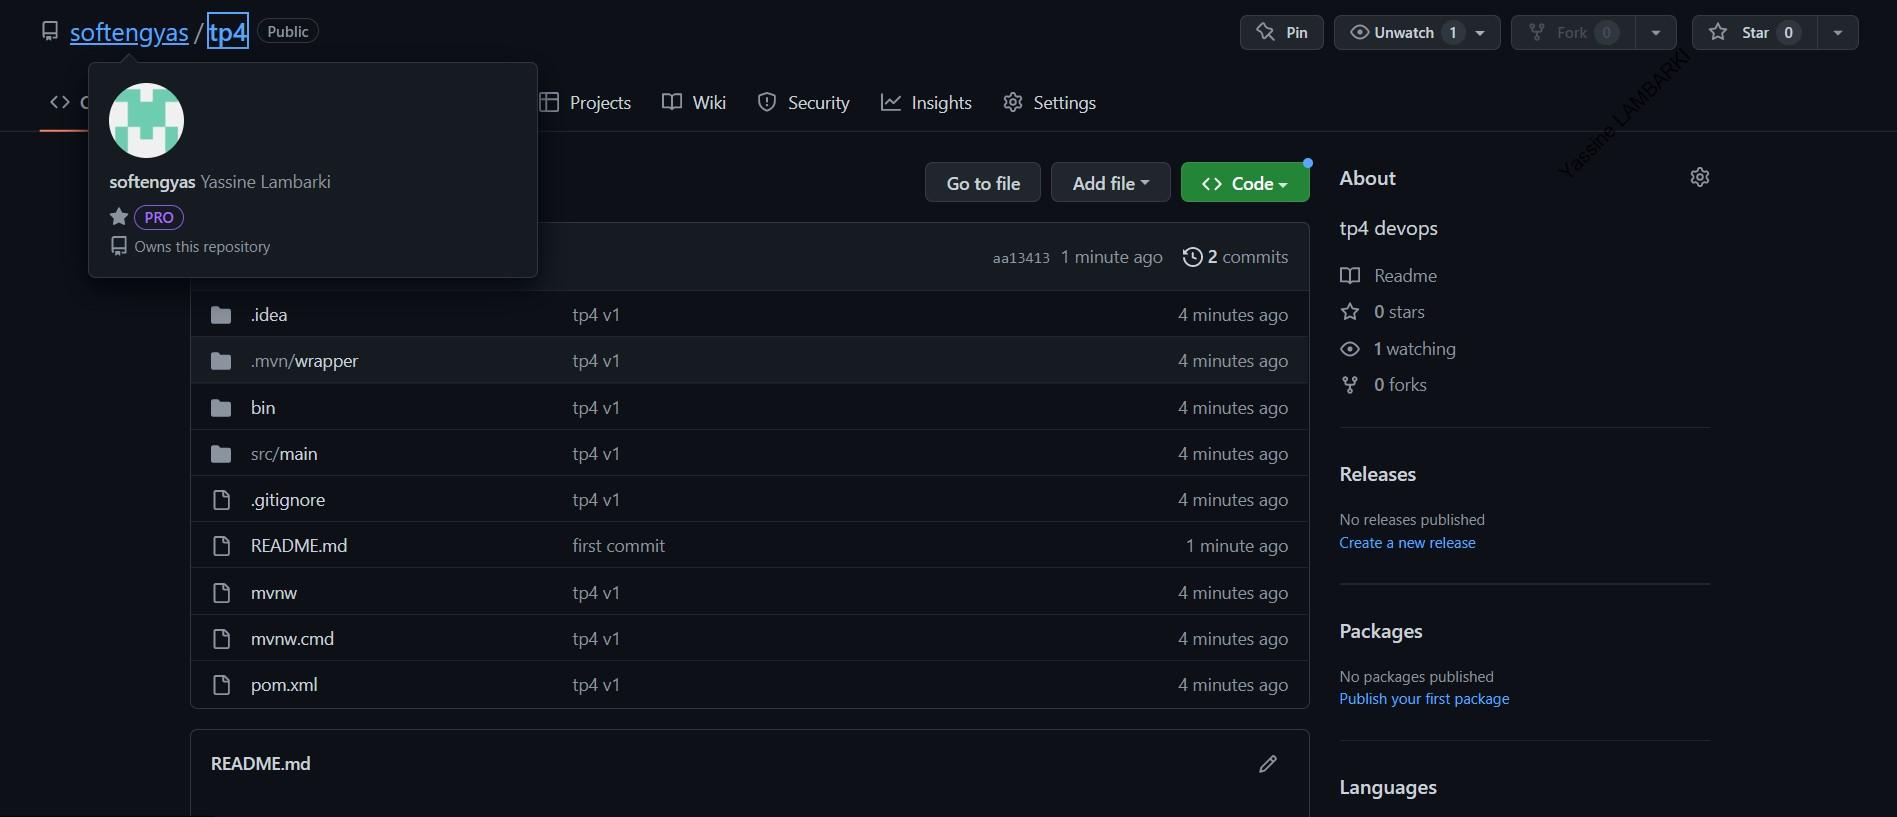 softengyas / tp4 Public
Pin
Unwatch 1
Fork 0
Star 0
Projects
Wiki
Security
Insights
Settings
Yassine LAMBARKI
softengyas Yassine Lambarki
PRO
Owns this repository
Go to file
Add file
Code
aa13413 1 minute ago 2 commits
.idea tp4 v1 4 minutes ago
.mvn/wrapper tp4 v1 4 minutes ago
bin tp4 v1 4 minutes ago
src/main tp4 v1 4 minutes ago
.gitignore tp4 v1 4 minutes ago
README.md first commit 1 minute ago
mvnw tp4 v1 4 minutes ago
mvnw.cmd tp4 v1 4 minutes ago
pom.xml tp4 v1 4 minutes ago
README.md
About
tp4 devops
Readme
0 stars
1 watching
0 forks
Releases
No releases published
Create a new release
Packages
No packages published
Publish your first package
Languages